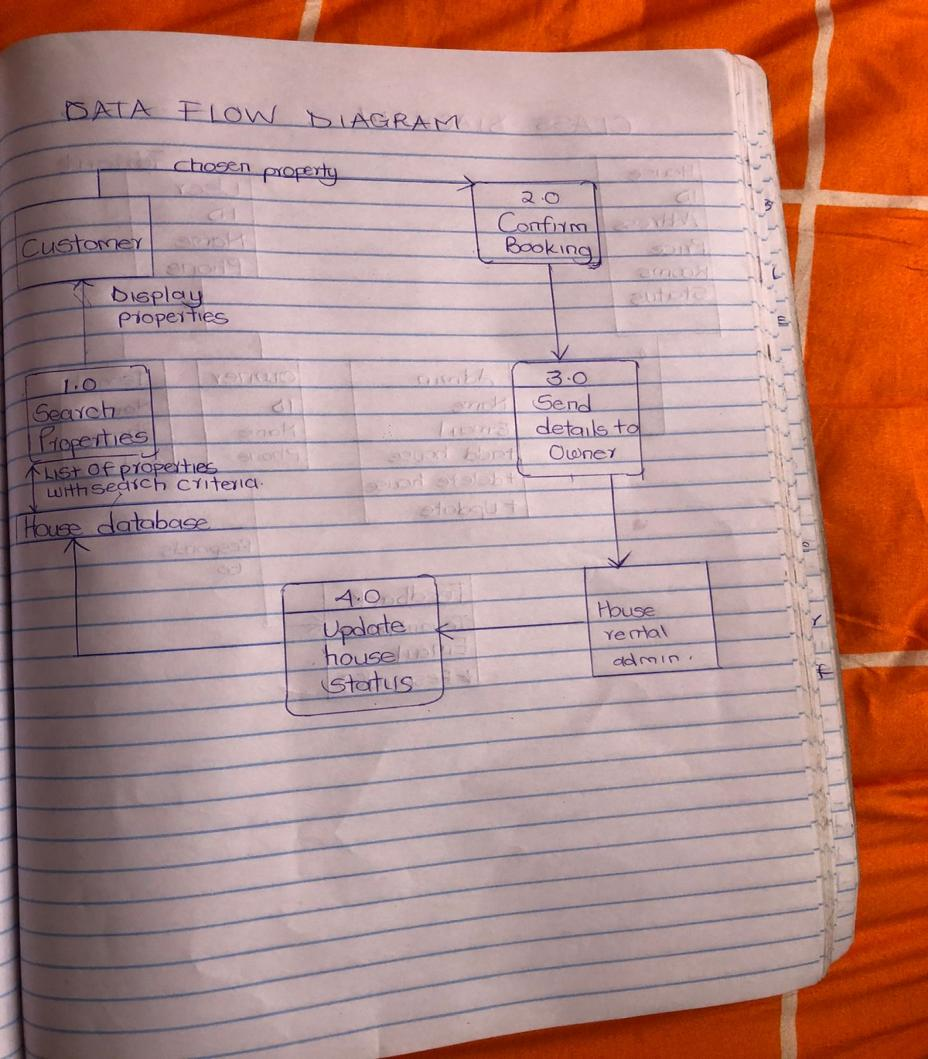 DATA FLOW DIAGRAM
Chosen property
2.0
Confirm
Booking
Customer
Display
properties
1.0
Search
Properties
3.0
Send
details to
Owner
List of properties
with search criteria.
House database
4.0
Update
house
status
House
rental
admin.